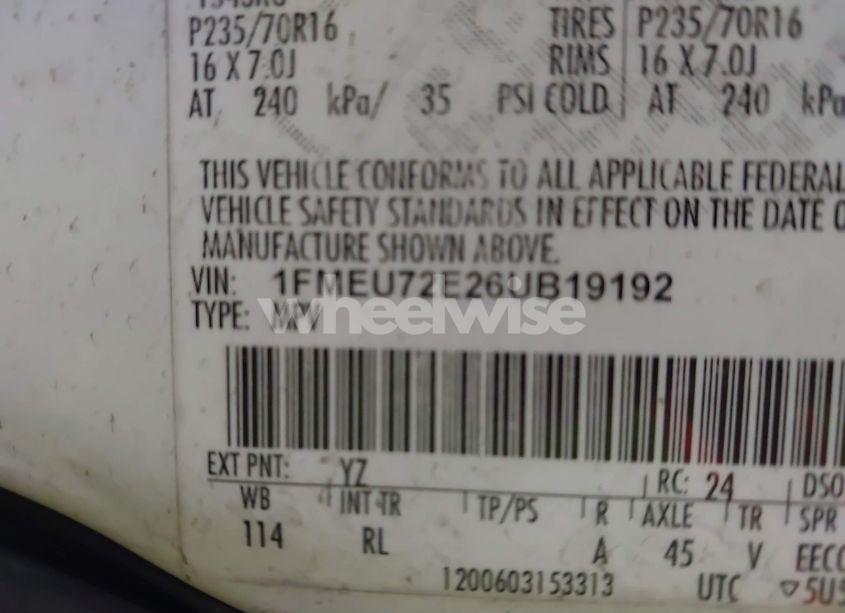 P235/70R16 TIRES P235/70R16
16 X 7.0J RIMS 16 X 7.0J
AT 240 kPa/ 35 PSI COLD AT 240 kPa
THIS VEHICLE CONFORMS TO ALL APPLICABLE FEDERAL
VEHICLE SAFETY STANDARDS IN EFFECT ON THE DATE O
MANUFACTURE SHOWN ABOVE.
VIN: 1FMEU72E26UB19192
TYPE: MPV
wheelwise
EXT PNT: YZ RC: 24 DSO
WB INT TR TP/PS R AXLE TR SPR
114 RL A 45 V EECC
1200603153313 UTC ▽5U5